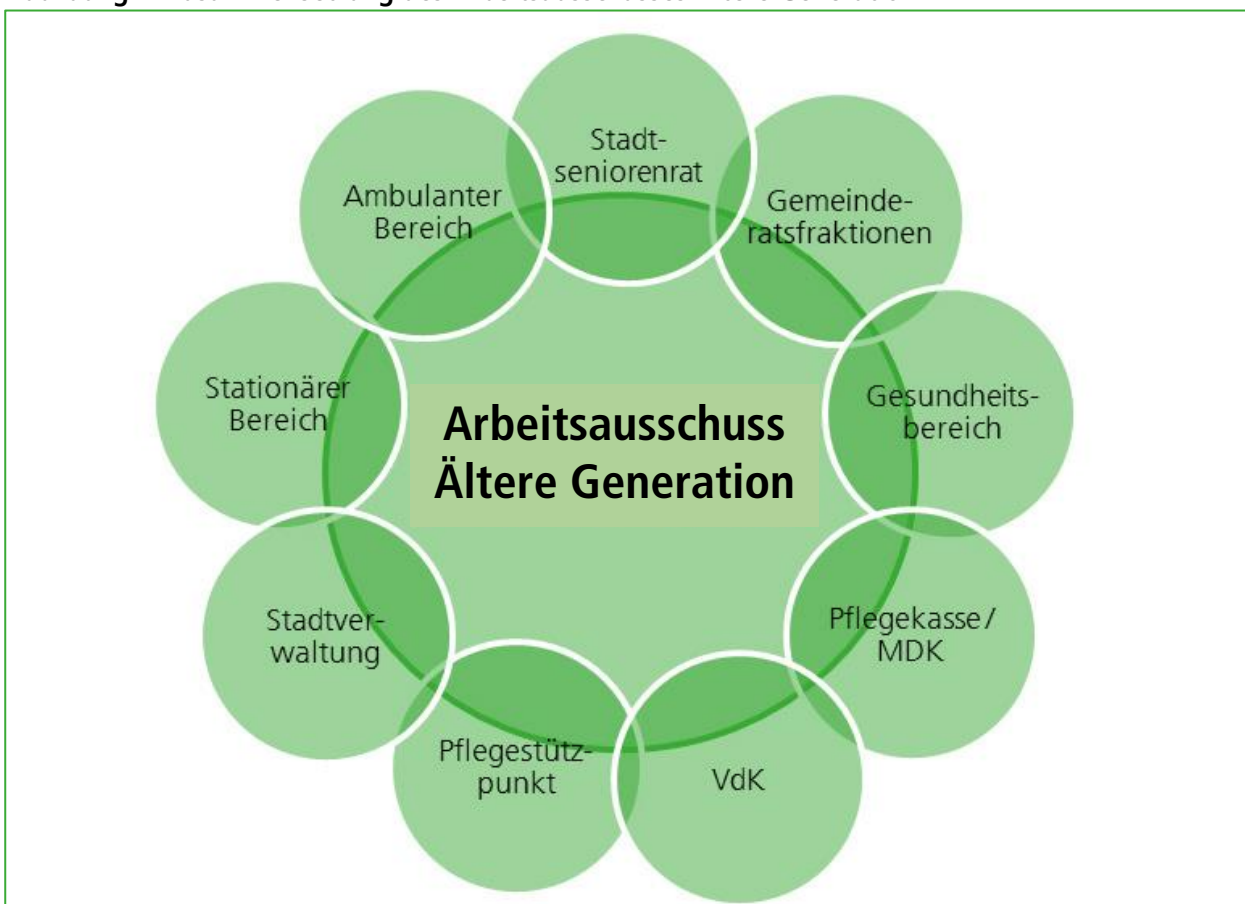 Arbeitsausschuss
Ältere Generation
Stadt-
seniorenrat
Gemeinde-
ratsfraktionen
Gesundheits-
bereich
Pflegekasse/
MDK
VdK
Pflegestütz-
punkt
Stadtver-
waltung
Stationärer
Bereich
Ambulanter
Bereich